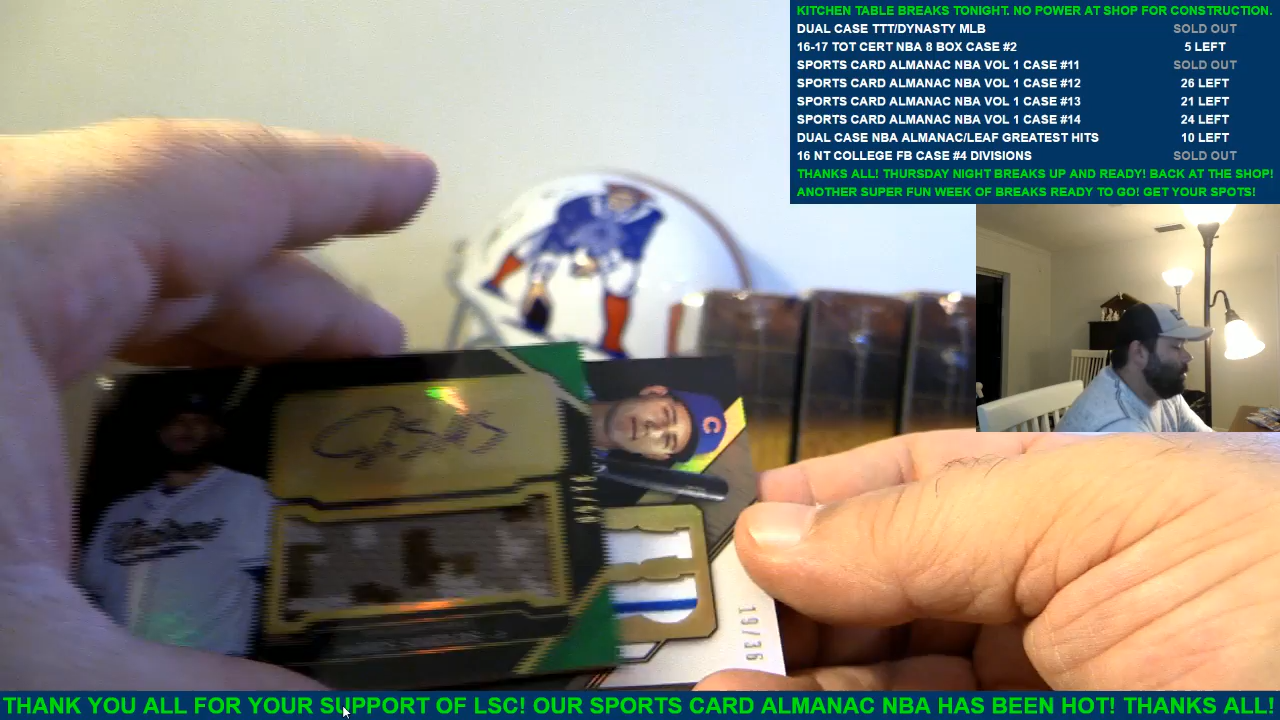 KITCHEN TABLE BREAKS TONIGHT. NO POWER AT SHOP FOR CONSTRUCTION.
DUAL CASE TTT/DYNASTY MLB SOLD OUT
16-17 TOT CERT NBA 8 BOX CASE #2 5 LEFT
SPORTS CARD ALMANAC NBA VOL 1 CASE #11 SOLD OUT
SPORTS CARD ALMANAC NBA VOL 1 CASE #12 26 LEFT
SPORTS CARD ALMANAC NBA VOL 1 CASE #13 21 LEFT
SPORTS CARD ALMANAC NBA VOL 1 CASE #14 24 LEFT
DUAL CASE NBA ALMANAC/LEAF GREATEST HITS 10 LEFT
16 NT COLLEGE FB CASE #4 DIVISIONS SOLD OUT
THANKS ALL! THURSDAY NIGHT BREAKS UP AND READY! BACK AT THE SHOP!
ANOTHER SUPER FUN WEEK OF BREAKS READY TO GO! GET YOUR SPOTS!
C
19/36
THANK YOU ALL FOR YOUR SUPPORT OF LSC! OUR SPORTS CARD ALMANAC NBA HAS BEEN HOT! THANKS ALL!